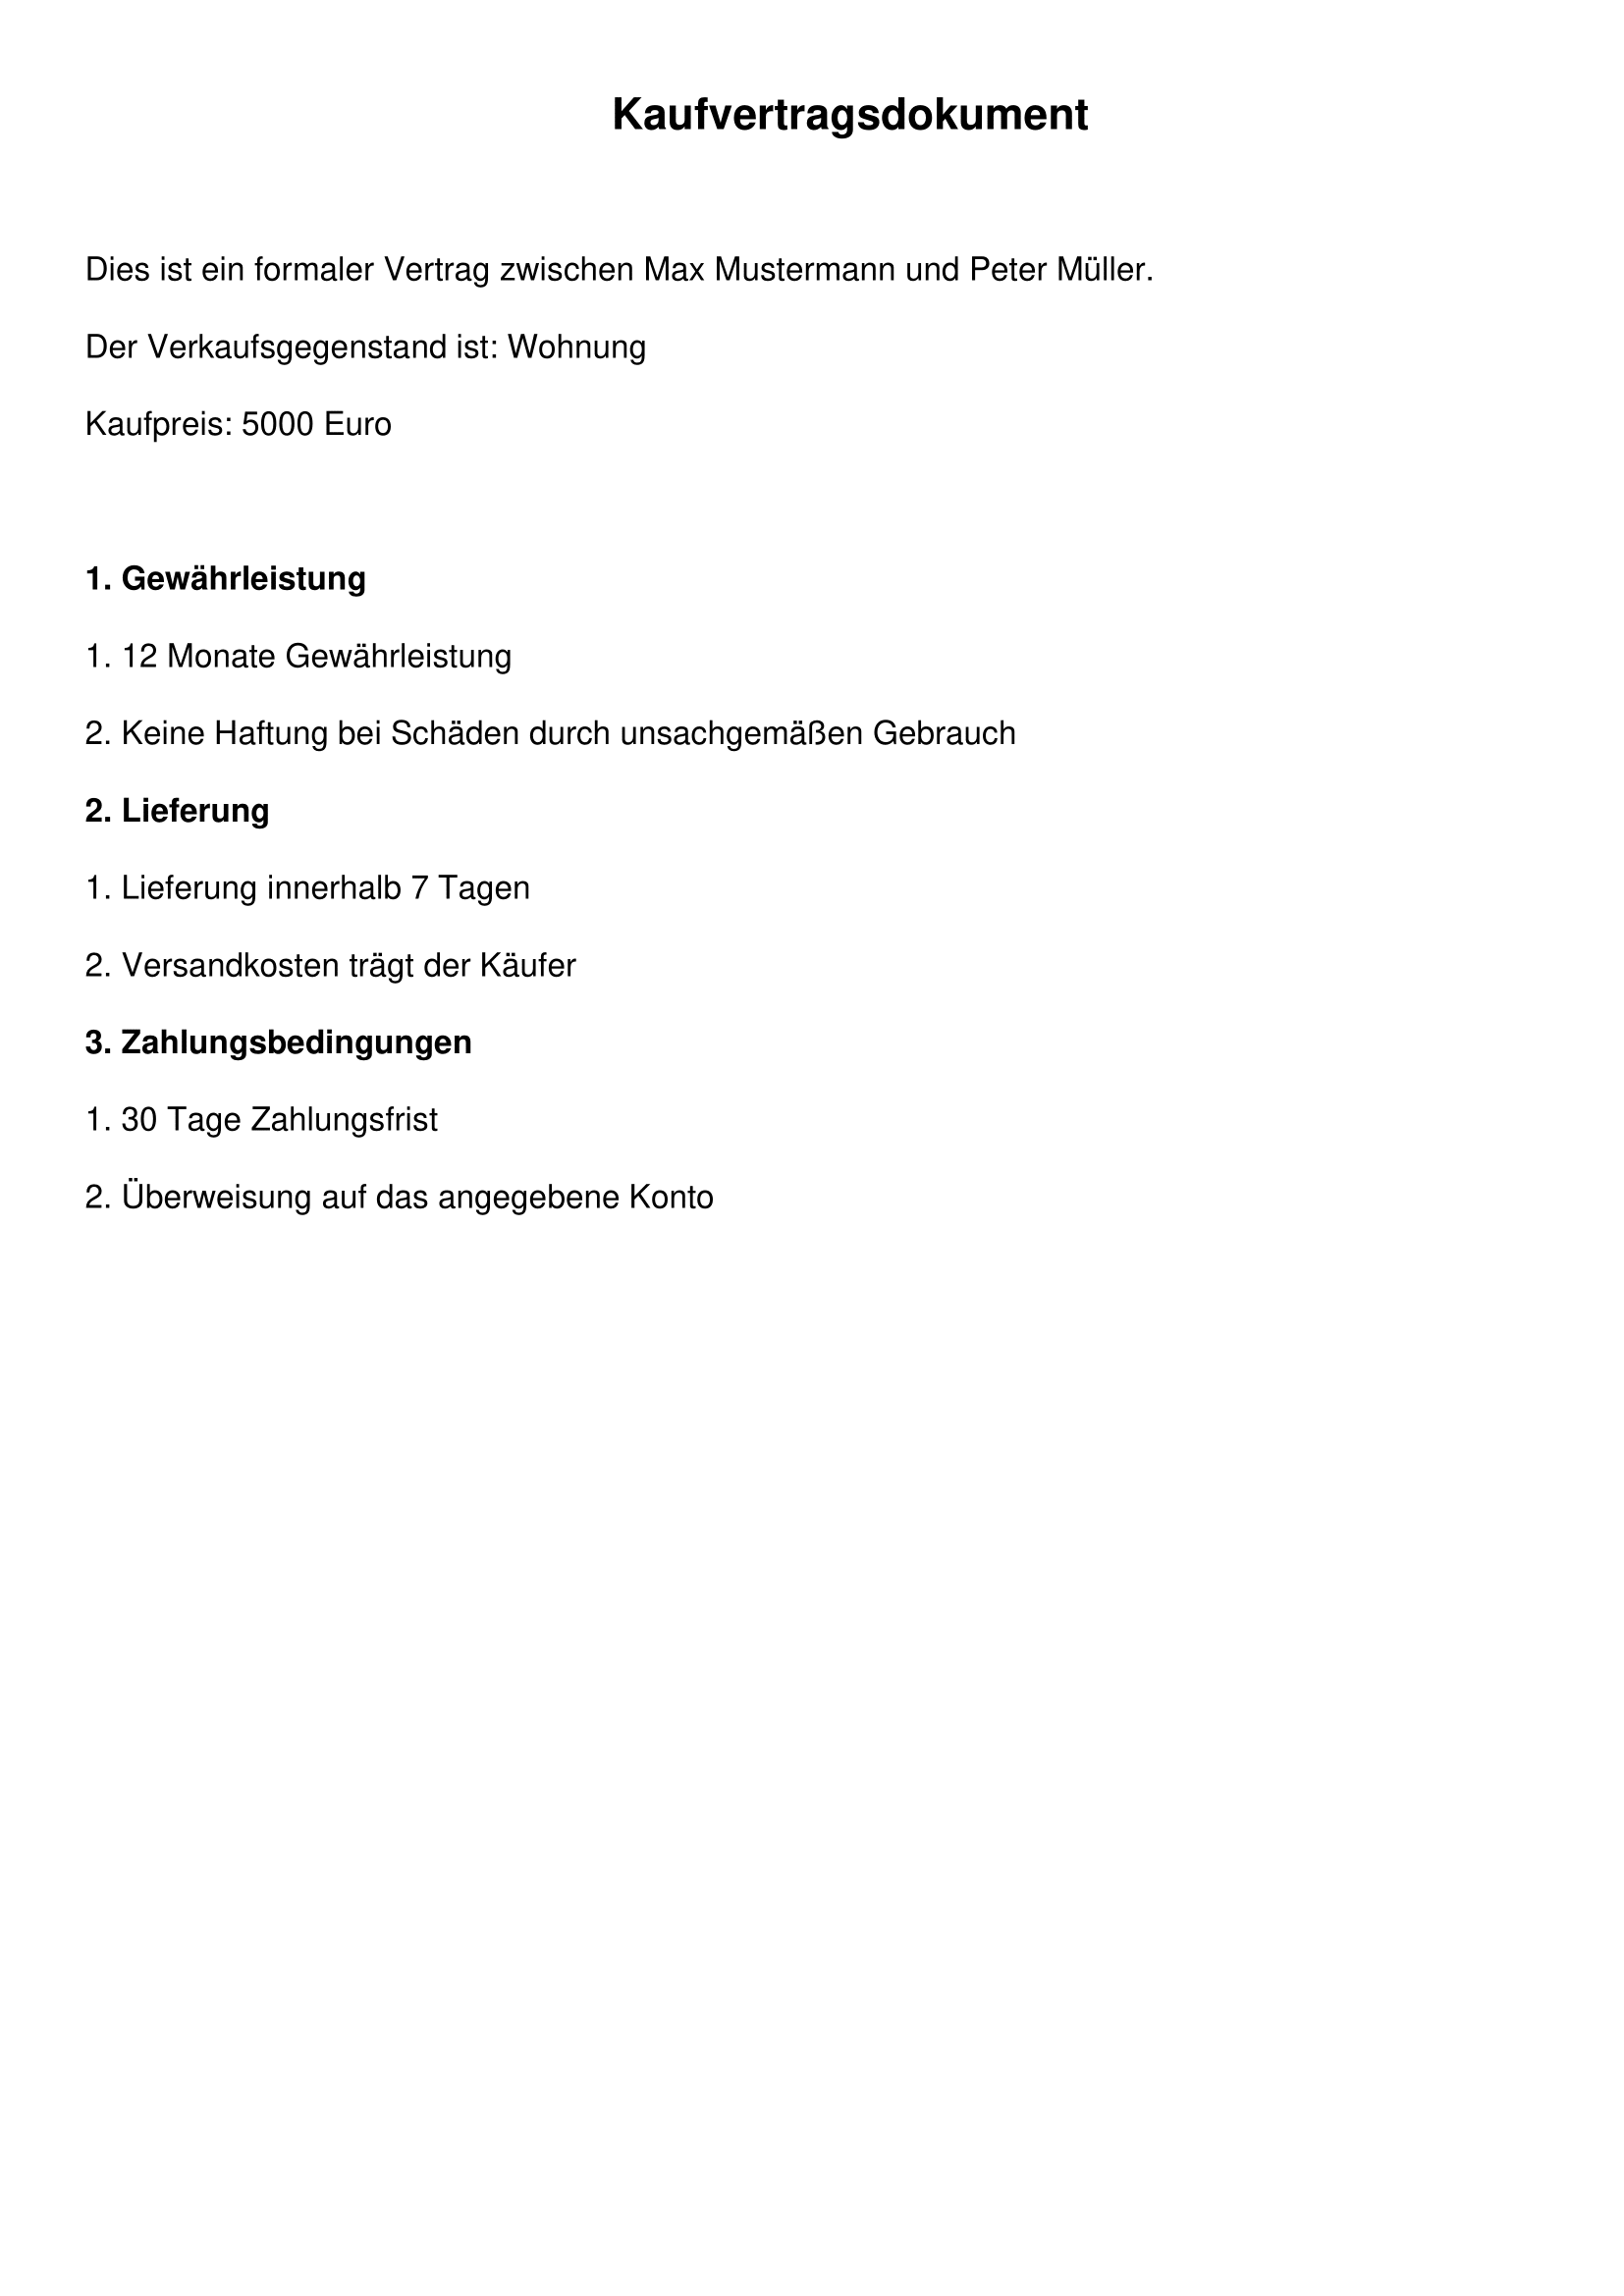 Kaufvertragsdokument
Dies ist ein formaler Vertrag zwischen Max Mustermann und Peter Müller.
Der Verkaufsgegenstand ist: Wohnung
Kaufpreis: 5000 Euro
1. Gewährleistung
1. 12 Monate Gewährleistung
2. Keine Haftung bei Schäden durch unsachgemäßen Gebrauch
2. Lieferung
1. Lieferung innerhalb 7 Tagen
2. Versandkosten trägt der Käufer
3. Zahlungsbedingungen
1. 30 Tage Zahlungsfrist
2. Überweisung auf das angegebene Konto